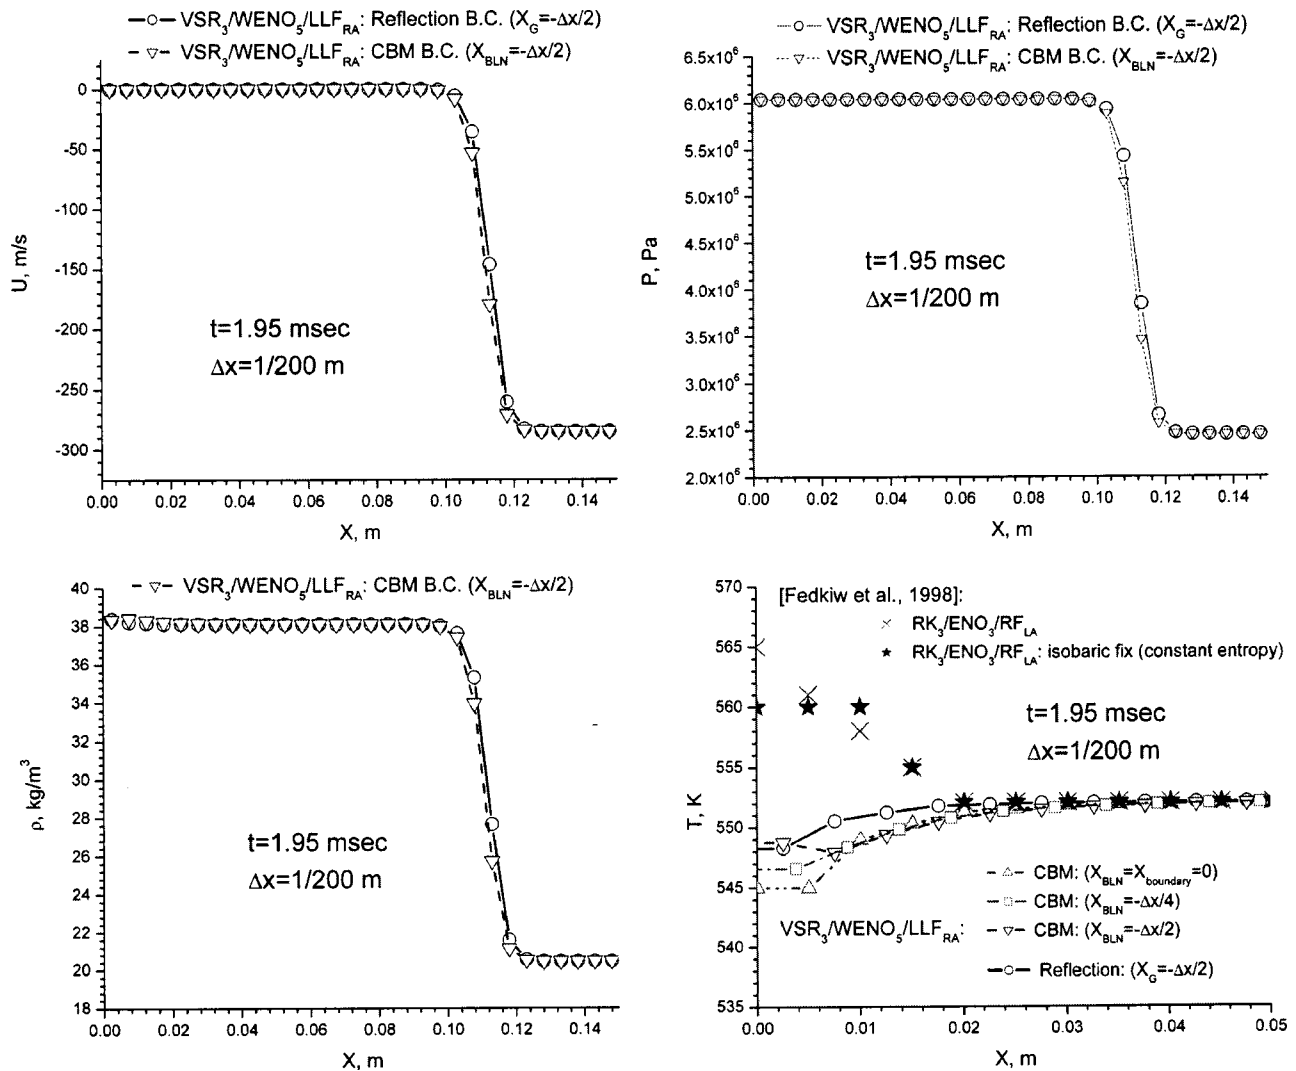 VSR3/WENO5/LLFRA: Reflection B.C. (XG=-Δx/2)
VSR3/WENO5/LLFRA: CBM B.C. (XBLN=-Δx/2)
0
-50
-100
-150
-200
-250
-300
U, m/s
t=1.95 msec
Δx=1/200 m
0.00 0.02 0.04 0.06 0.08 0.10 0.12 0.14
X, m
VSR3/WENO5/LLFRA: Reflection B.C. (XG=-Δx/2)
VSR3/WENO5/LLFRA: CBM B.C. (XBLN=-Δx/2)
6.5x10^6
6.0x10^6
5.5x10^6
5.0x10^6
4.5x10^6
4.0x10^6
3.5x10^6
3.0x10^6
2.5x10^6
2.0x10^6
P, Pa
t=1.95 msec
Δx=1/200 m
0.00 0.02 0.04 0.06 0.08 0.10 0.12 0.14
X, m
VSR3/WENO5/LLFRA: CBM B.C. (XBLN=-Δx/2)
40
38
36
34
32
30
28
26
24
22
20
18
ρ, kg/m³
t=1.95 msec
Δx=1/200 m
0.00 0.02 0.04 0.06 0.08 0.10 0.12 0.14
X, m
570
565
560
555
550
545
540
535
T, K
[Fedkiw et al., 1998]:
RK3/ENO3/RFLA
RK3/ENO3/RFLA: isobaric fix (constant entropy)
t=1.95 msec
Δx=1/200 m
CBM: (XBLN=Xboundary=0)
CBM: (XBLN=-Δx/4)
VSR3/WENO5/LLFRA:
CBM: (XBLN=-Δx/2)
Reflection: (XG=-Δx/2)
0.00 0.01 0.02 0.03 0.04 0.05
X, m